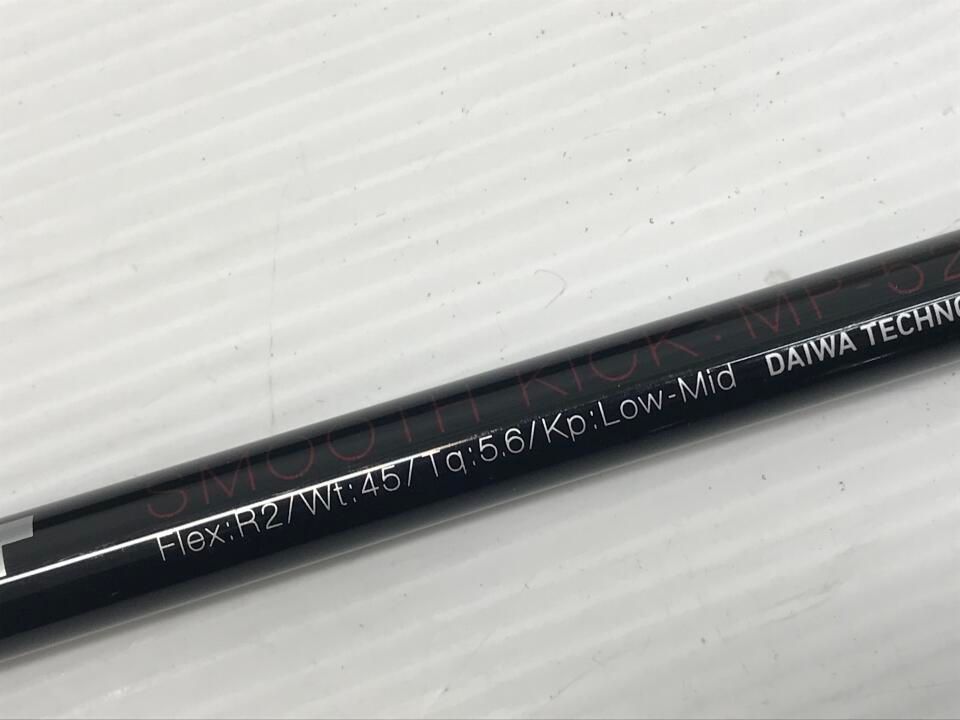 SMOOTH KICK·MP-52
DAIWA TECHNO
Flex:R2/Wt:45/Tq:5.6/Kp:Low-Mid
T